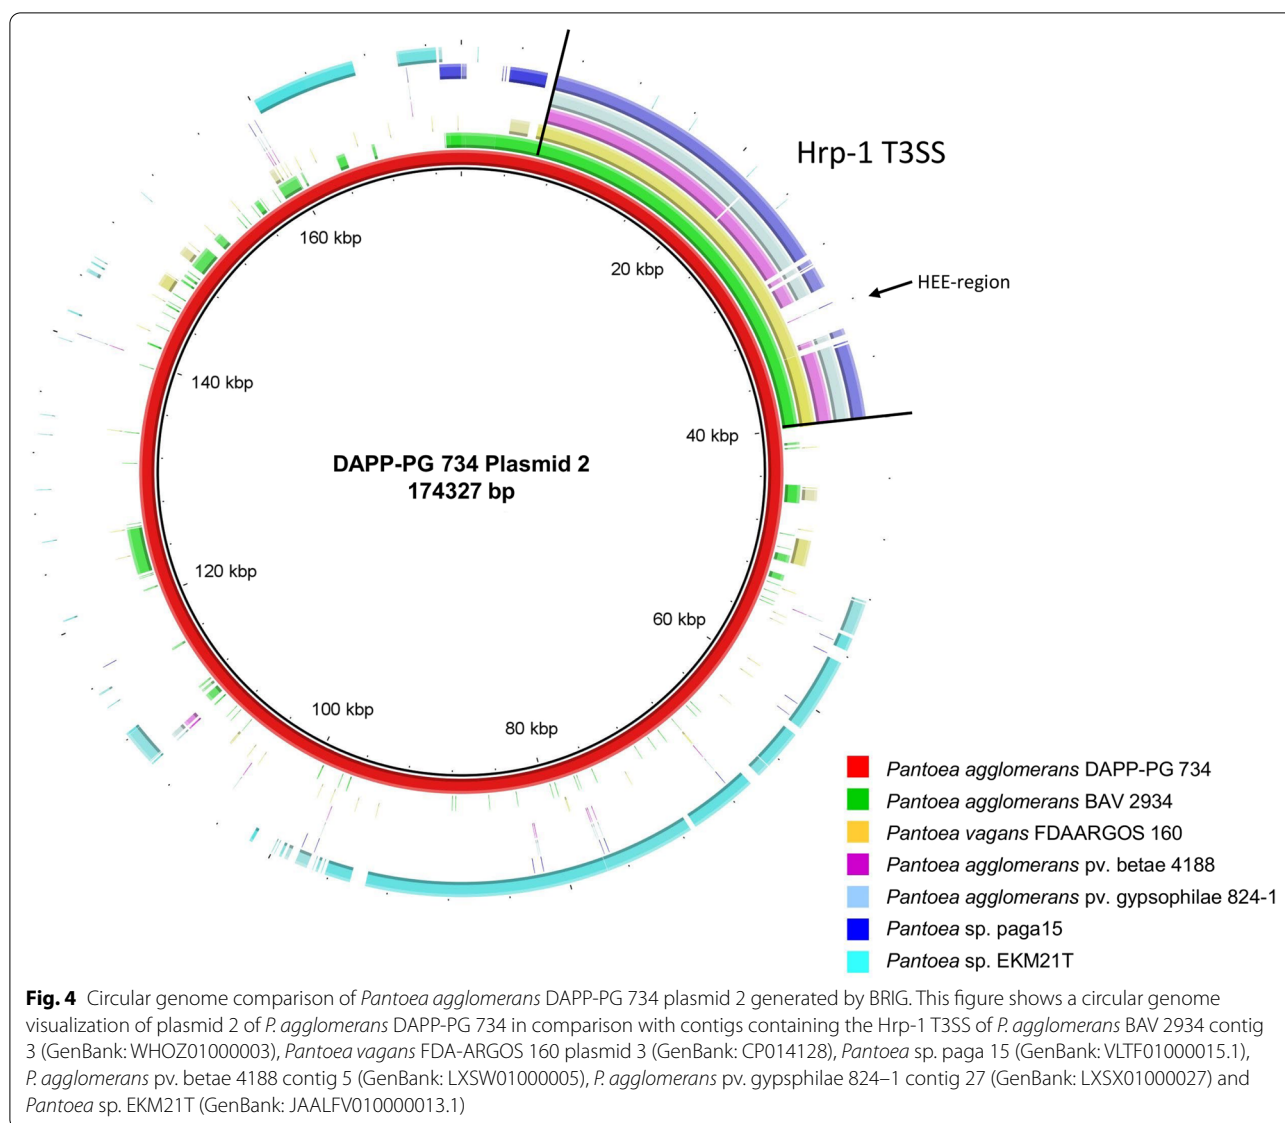 Hrp-1 T3SS
160 kbp
20 kbp
HEE-region
140 kbp
40 kbp
DAPP-PG 734 Plasmid 2
174327 bp
120 kbp
60 kbp
100 kbp
80 kbp
Pantoea agglomerans DAPP-PG 734
Pantoea agglomerans BAV 2934
Pantoea vagans FDAARGOS 160
Pantoea agglomerans pv. betae 4188
Pantoea agglomerans pv. gypsophilae 824-1
Pantoea sp. paga15
Pantoea sp. EKM21T
Fig. 4 Circular genome comparison of Pantoea agglomerans DAPP-PG 734 plasmid 2 generated by BRIG. This figure shows a circular genome
visualization of plasmid 2 of P. agglomerans DAPP-PG 734 in comparison with contigs containing the Hrp-1 T3SS of P. agglomerans BAV 2934 contig
3 (GenBank: WHOZ01000003), Pantoea vagans FDA-ARGOS 160 plasmid 3 (GenBank: CP014128), Pantoea sp. paga 15 (GenBank: VLTF01000015.1),
P. agglomerans pv. betae 4188 contig 5 (GenBank: LXSW01000005), P. agglomerans pv. gypsphilae 824–1 contig 27 (GenBank: LXSX01000027) and
Pantoea sp. EKM21T (GenBank: JAALFV010000013.1)